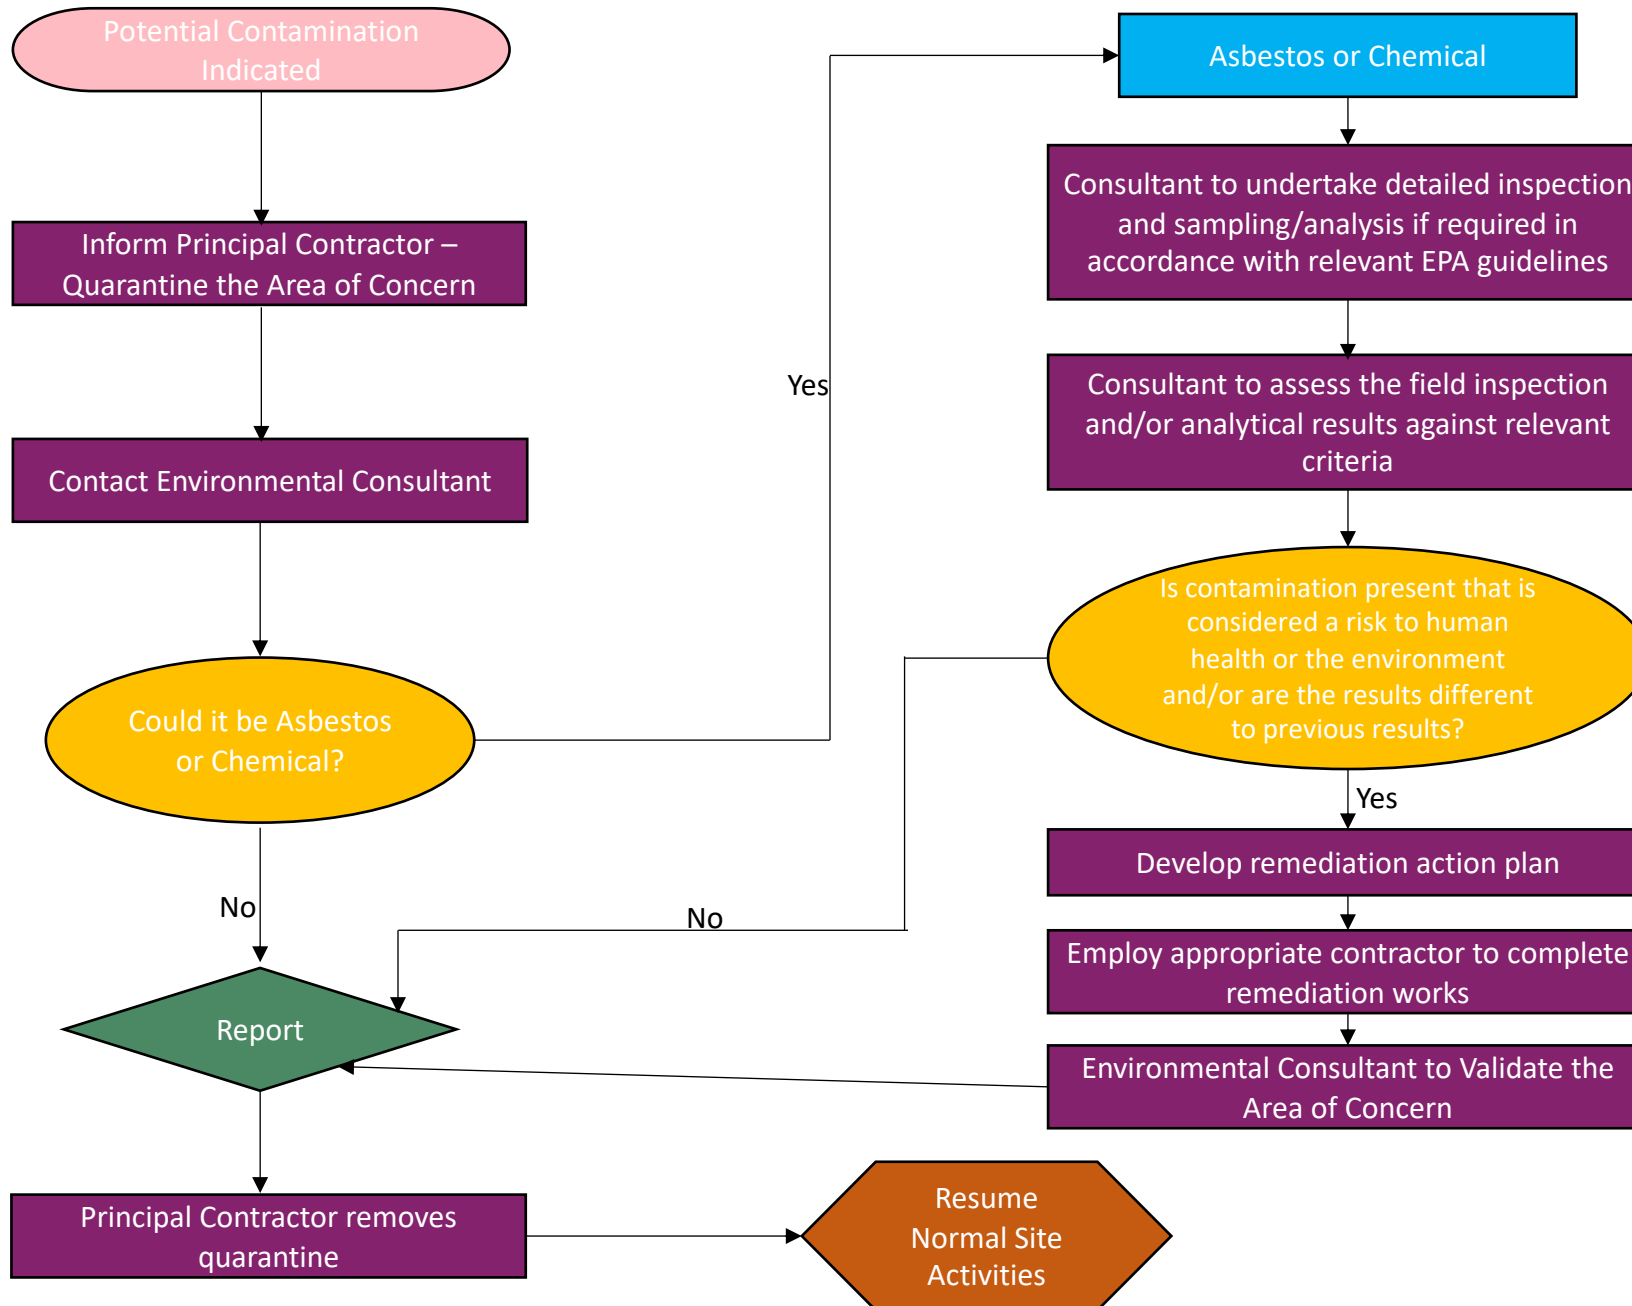 Potential Contamination
Indicated
Inform Principal Contractor –
Quarantine the Area of Concern
Contact Environmental Consultant
Could it be Asbestos
or Chemical?
No
Report
Principal Contractor removes
quarantine
Resume
Normal Site
Activities
Yes
Asbestos or Chemical
Consultant to undertake detailed inspection
and sampling/analysis if required in
accordance with relevant EPA guidelines
Consultant to assess the field inspection
and/or analytical results against relevant
criteria
Is contamination present that is
considered a risk to human
health or the environment
and/or are the results different
to previous results?
No
Yes
Develop remediation action plan
Employ appropriate contractor to complete
remediation works
Environmental Consultant to Validate the
Area of Concern